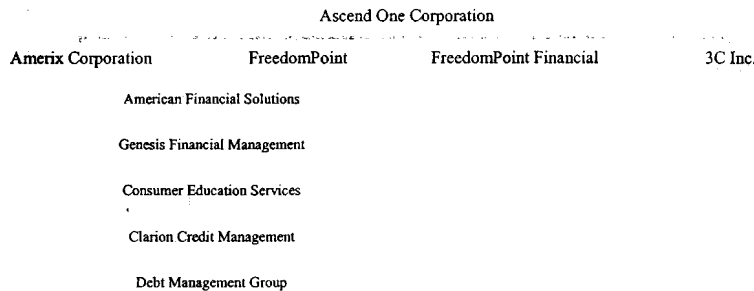 Ascend One Corporation
Amerix Corporation FreedomPoint FreedomPoint Financial 3C Inc.
American Financial Solutions
Genesis Financial Management
Consumer Education Services
Clarion Credit Management
Debt Management Group